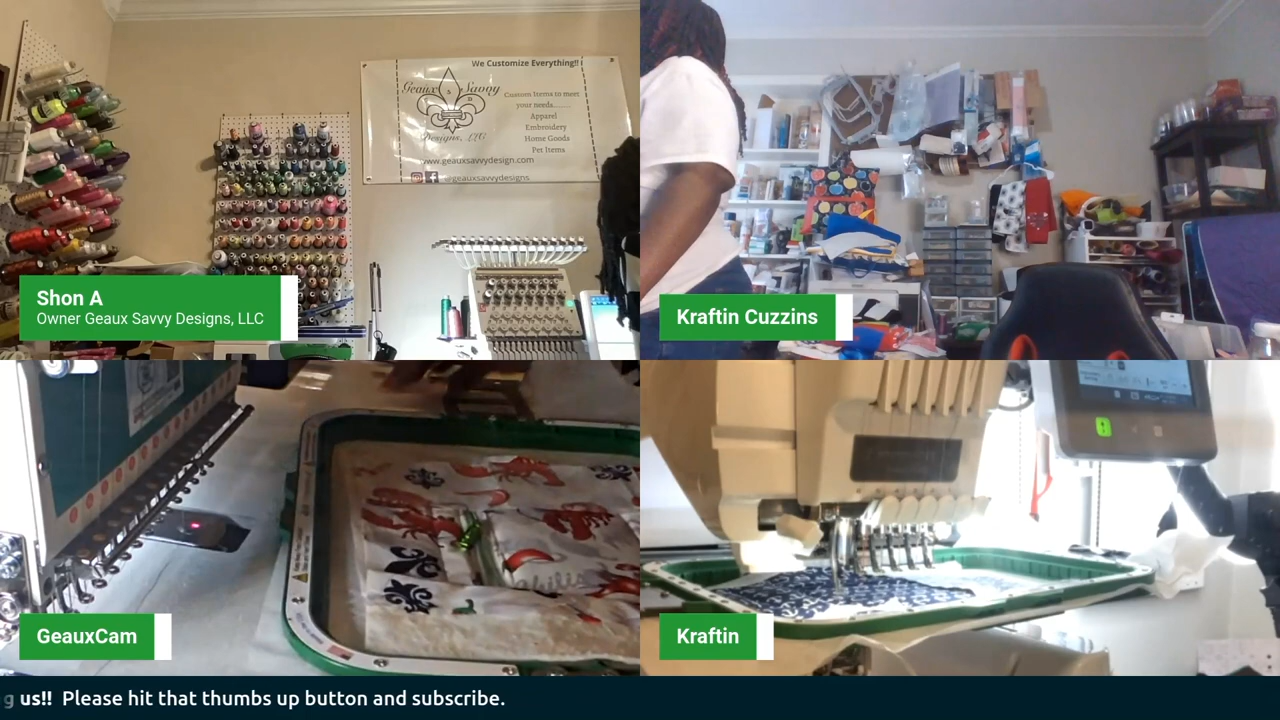 We Customize Everything!!
Geaux Savvy
Designs, LLC
Custom Items to meet
your needs..........
Apparel
Embroidery
Home Goods
Pet Items
www.geauxsavvydesign.com
@geauxsavvydesigns
Shon A
Owner Geaux Savvy Designs, LLC
Kraftin Cuzzins
GeauxCam
Kraftin
g us!! Please hit that thumbs up button and subscribe.